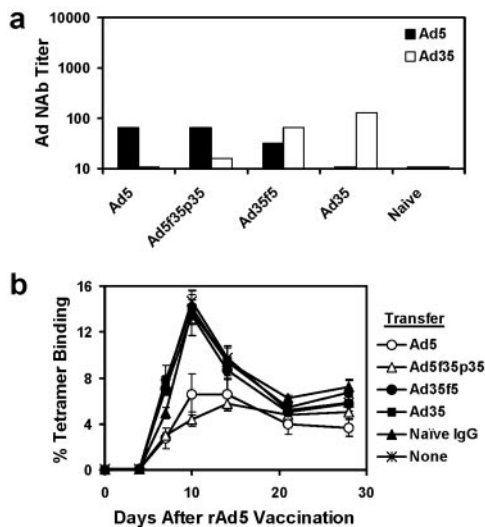 a
10000
1000
100
10
Ad NAb Titer
Ad5
Ad35
Ad5
Ad5f35p35
Ad35f5
Ad35
Naive
b
16
12
8
4
0
% Tetramer Binding
0
10
20
30
Days After rAd5 Vaccination
Transfer
Ad5
Ad5f35p35
Ad35f5
Ad35
Naïve IgG
None